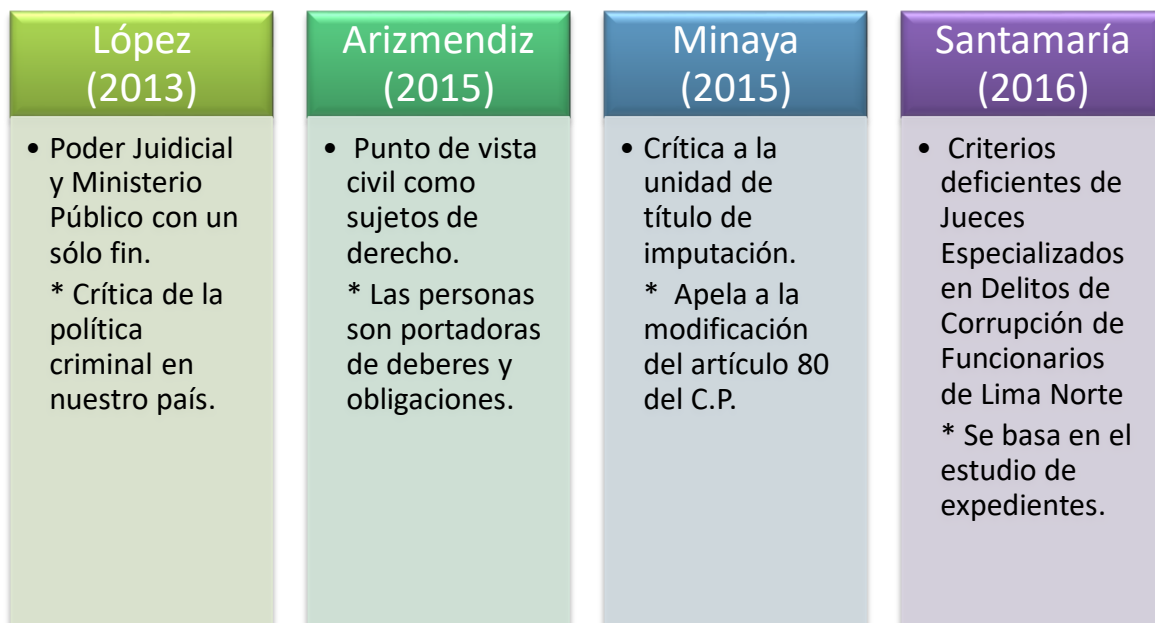 López
(2013)
• Poder Juidicial
y Ministerio
Público con un
sólo fin.
* Crítica de la
política
criminal en
nuestro país.
Arizmendiz
(2015)
• Punto de vista
civil como
sujetos de
derecho.
* Las personas
son portadoras
de deberes y
obligaciones.
Minaya
(2015)
• Crítica a la
unidad de
título de
imputación.
* Apela a la
modificación
del artículo 80
del C.P.
Santamaría
(2016)
• Criterios
deficientes de
Jueces
Especializados
en Delitos de
Corrupción de
Funcionarios
de Lima Norte
* Se basa en el
estudio de
expedientes.